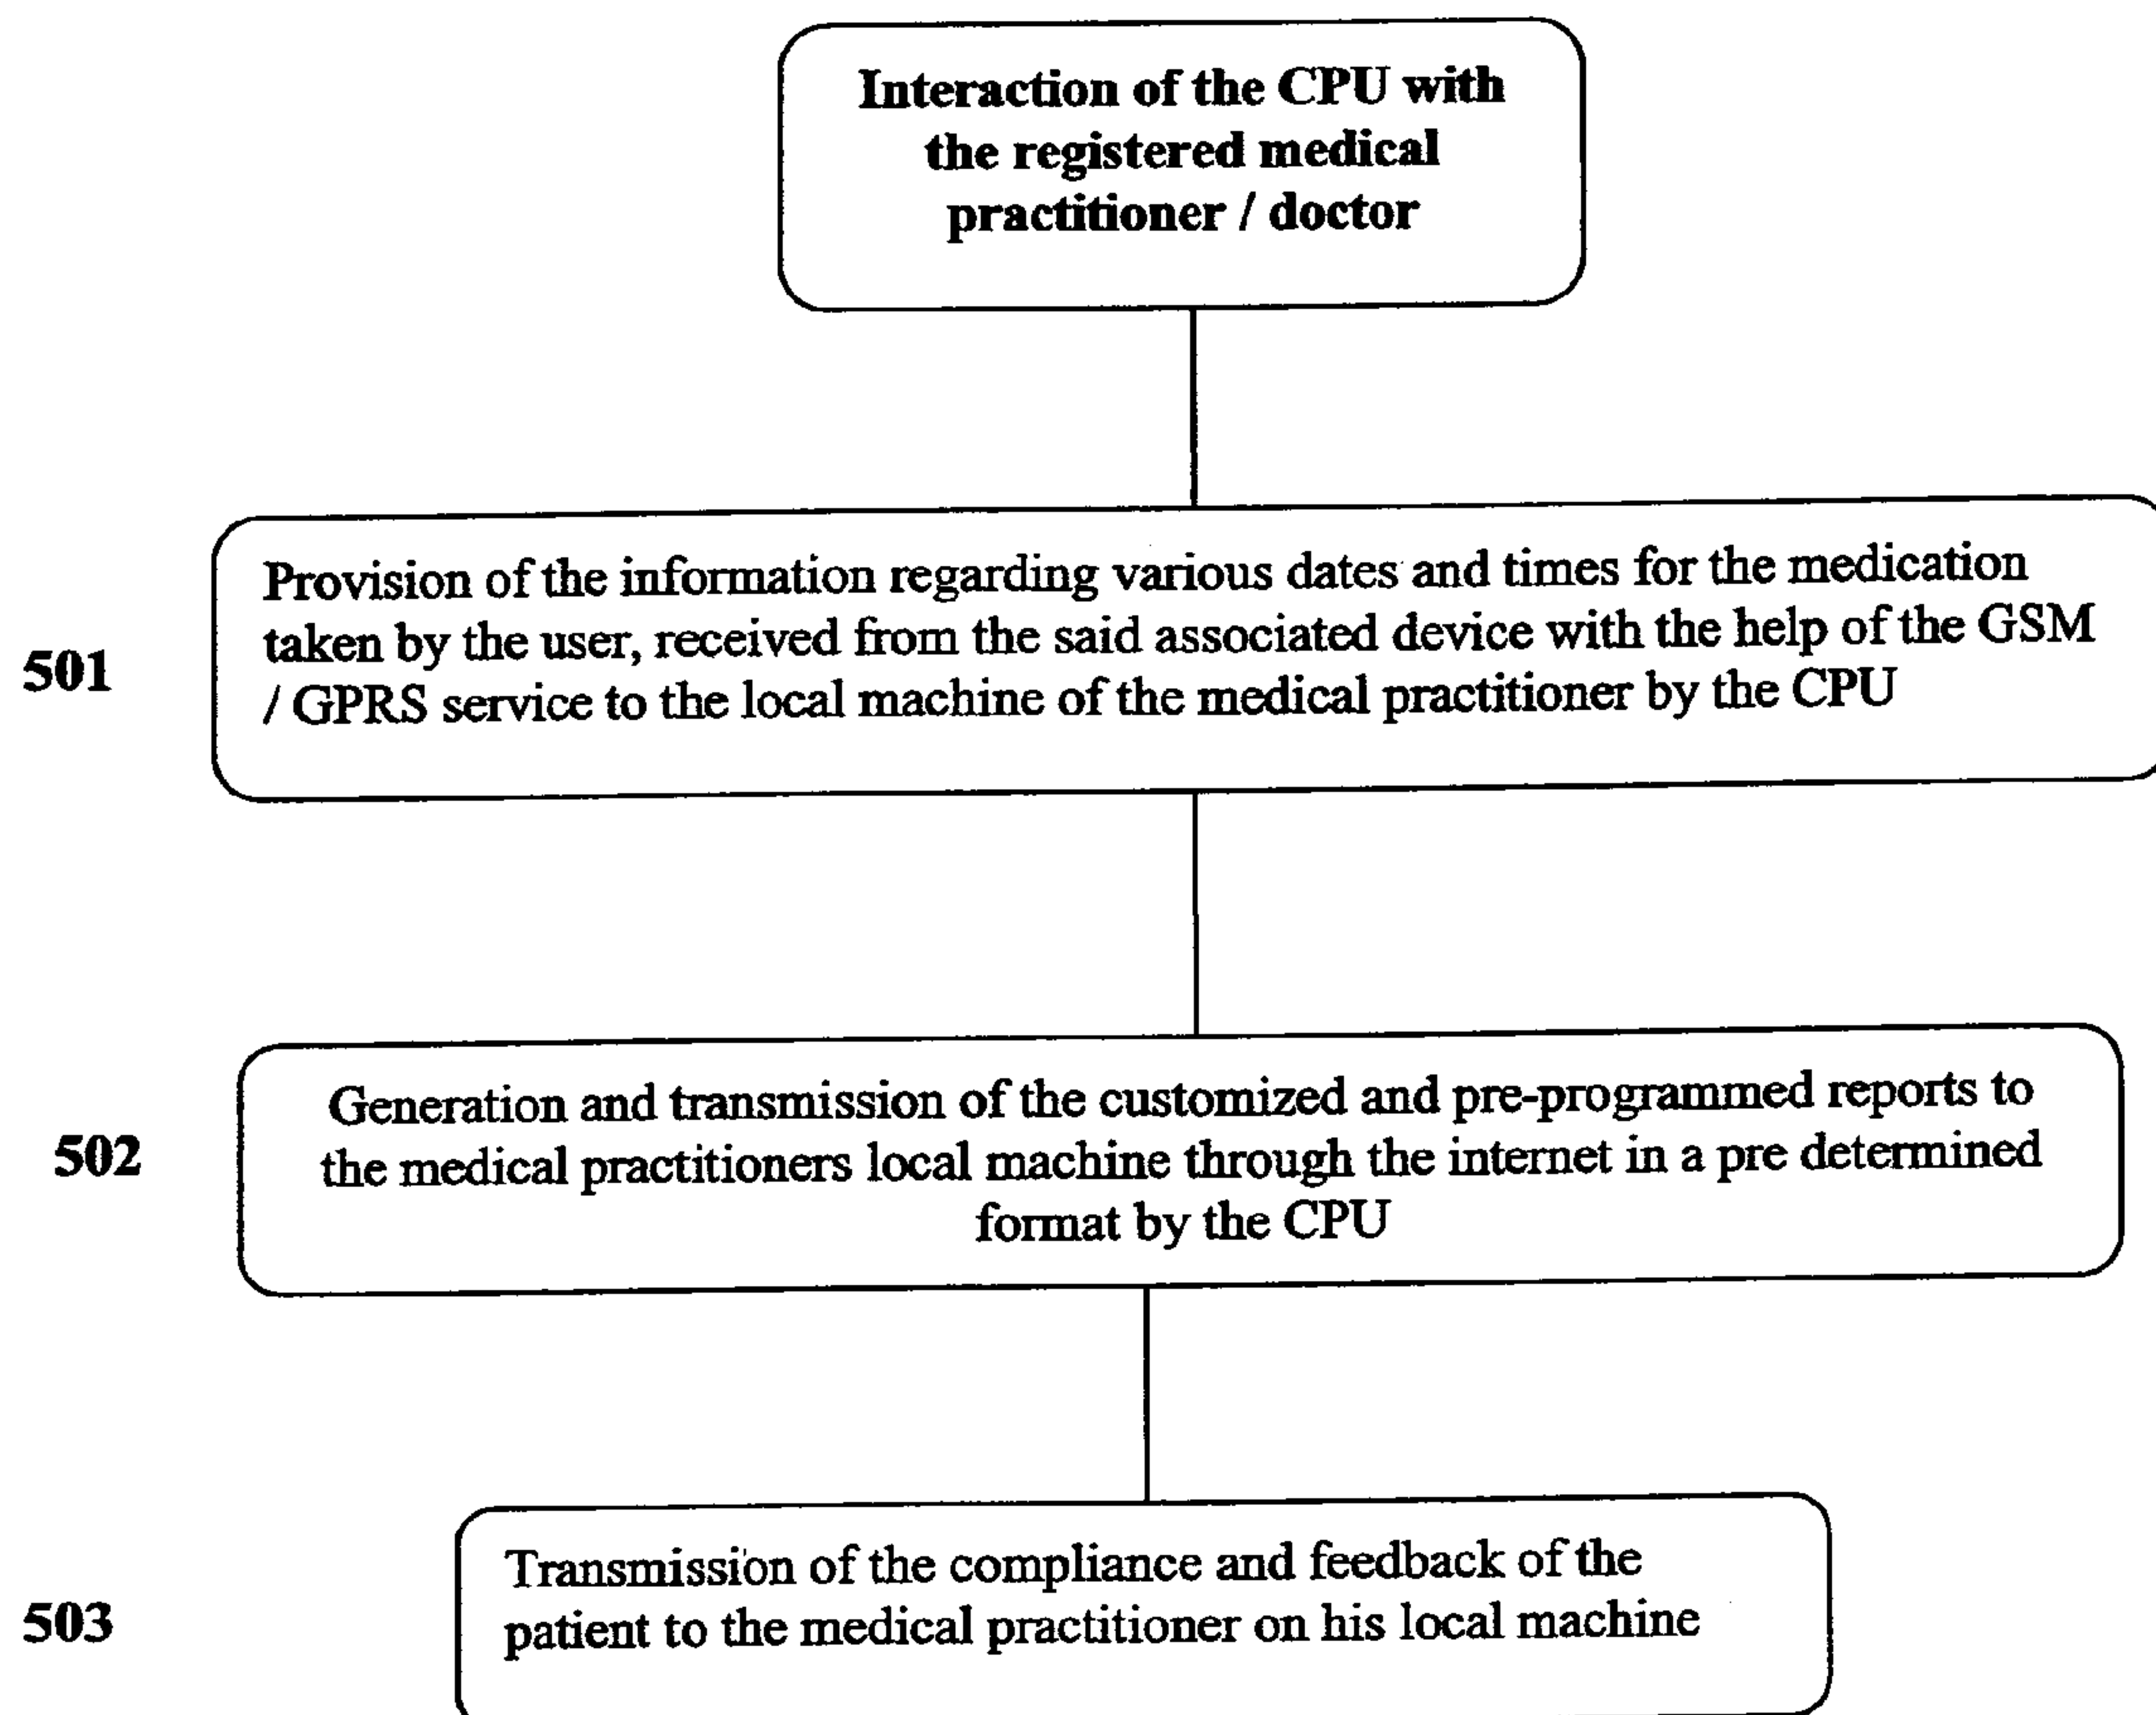 Interaction of the CPU with
the registered medical
practitioner / doctor
501
Provision of the information regarding various dates and times for the medication
taken by the user, received from the said associated device with the help of the GSM
/ GPRS service to the local machine of the medical practitioner by the CPU
502
Generation and transmission of the customized and pre-programmed reports to
the medical practitioners local machine through the internet in a pre determined
format by the CPU
503
Transmission of the compliance and feedback of the
patient to the medical practitioner on his local machine